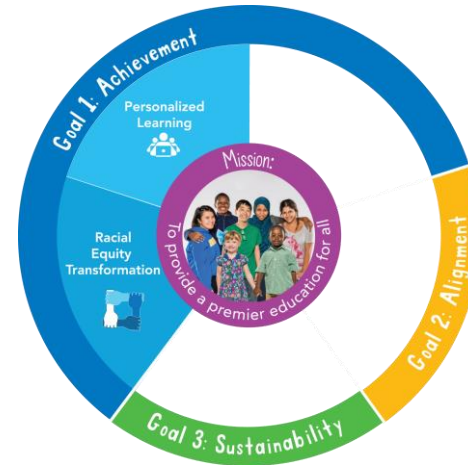 Goal 1: Achievement
Personalized
Learning
Racial
Equity
Transformation
Mission:
To provide a premier education for all
Goal 2: Alignment
Goal 3: Sustainability